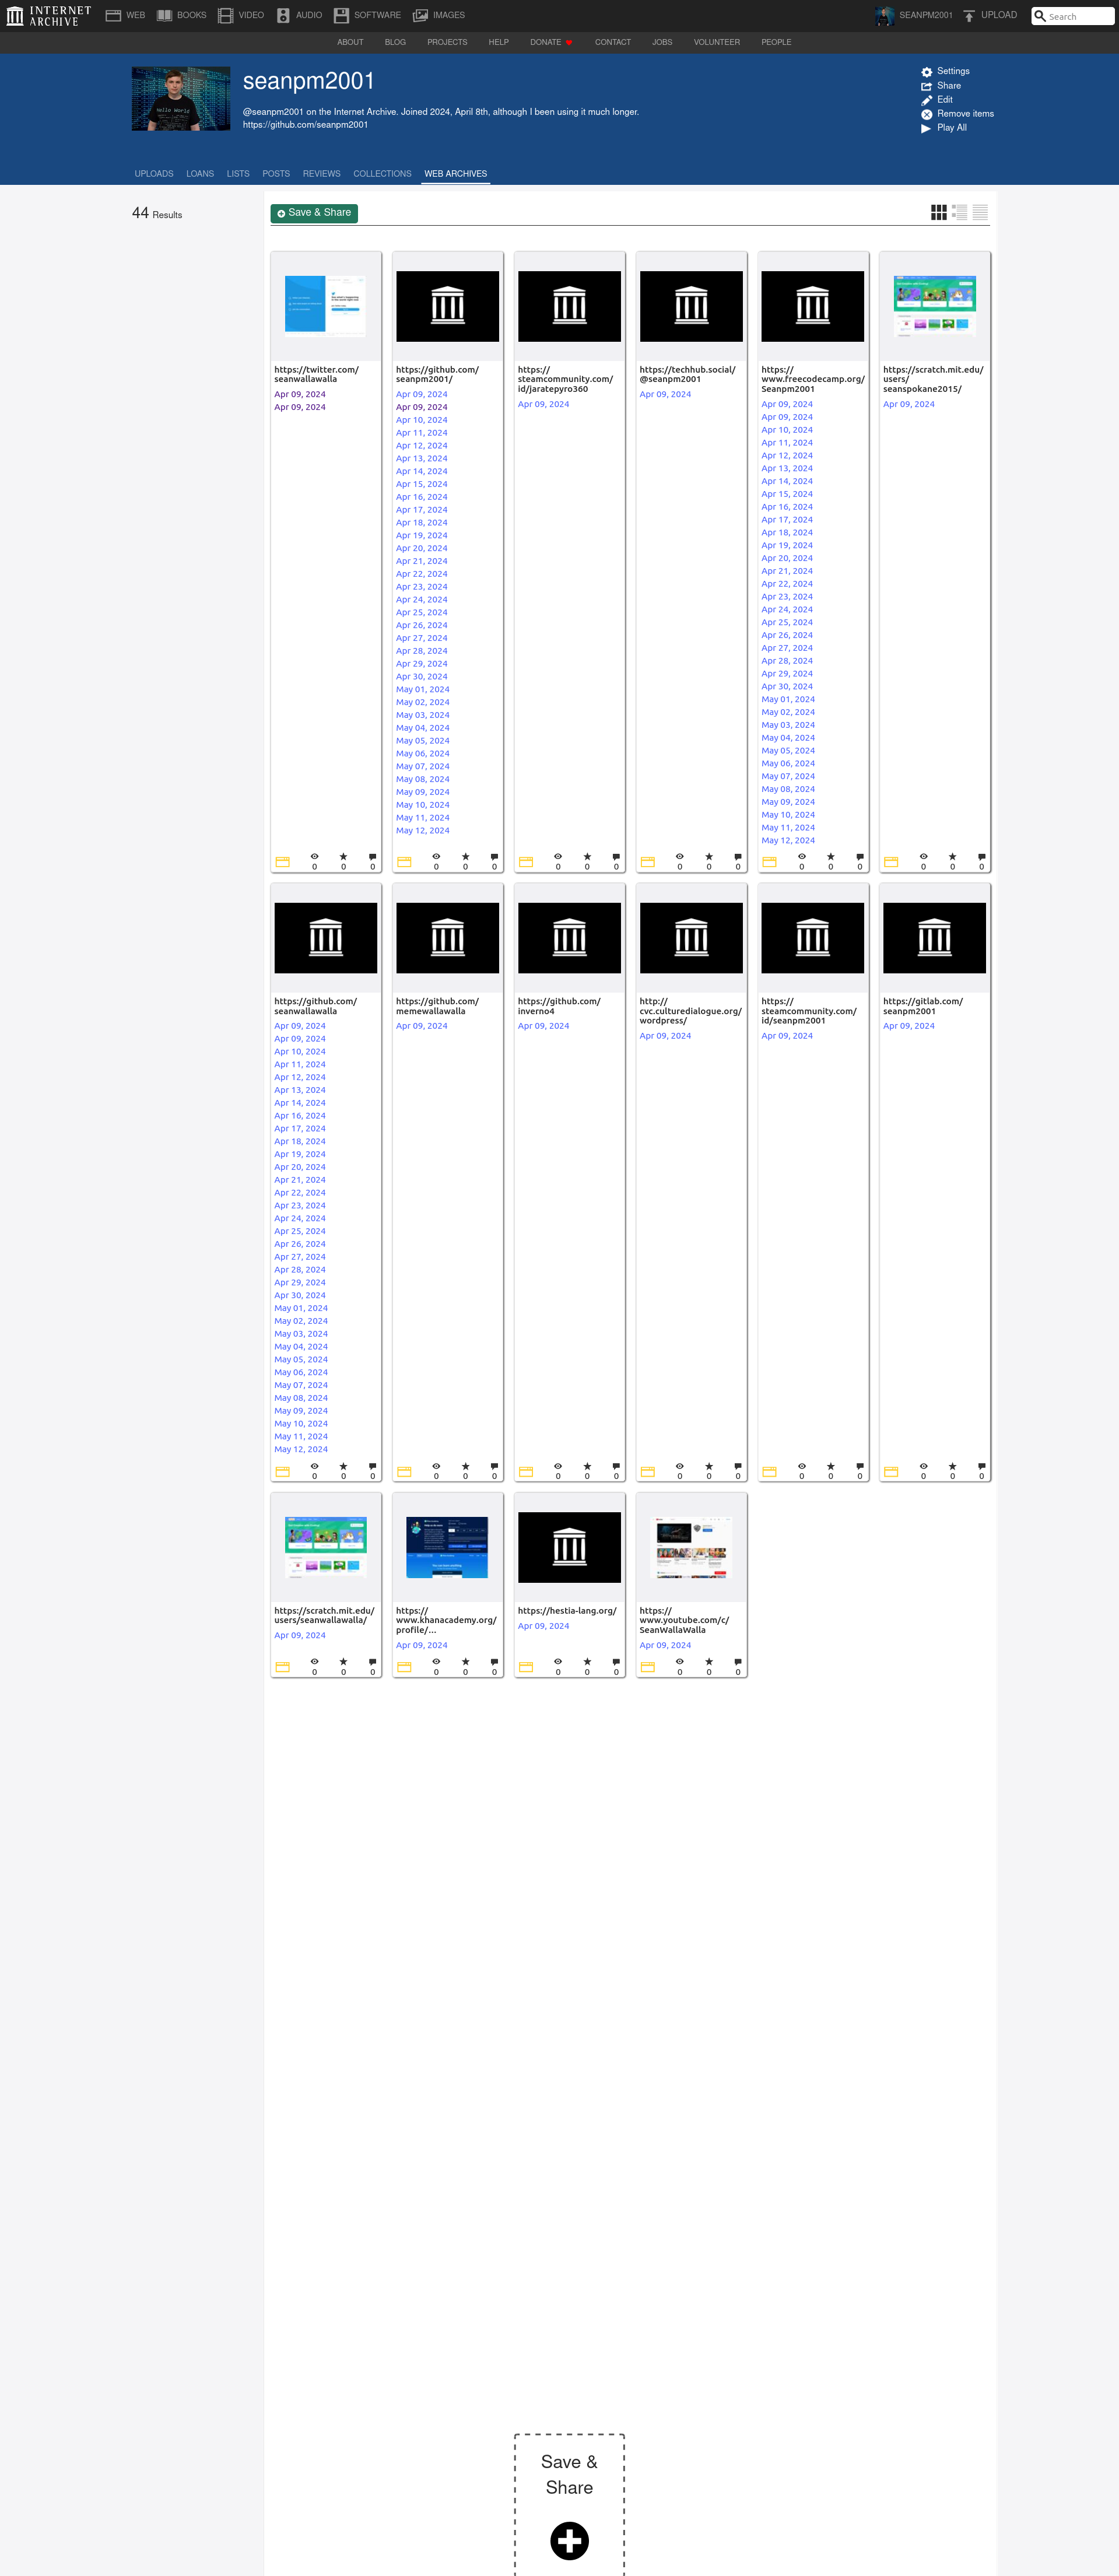 INTERNET ARCHIVE
WEB
BOOKS
VIDEO
AUDIO
SOFTWARE
IMAGES
SEANPM2001
UPLOAD
Search
ABOUT
BLOG
PROJECTS
HELP
DONATE
CONTACT
JOBS
VOLUNTEER
PEOPLE
seanpm2001
@seanpm2001 on the Internet Archive. Joined 2024, April 8th, although I been using it much longer.
https://github.com/seanpm2001
Settings
Share
Edit
Remove items
Play All
UPLOADS
LOANS
LISTS
POSTS
REVIEWS
COLLECTIONS
WEB ARCHIVES
44 Results
Save & Share
https://twitter.com/
seanwallawalla
Apr 09, 2024
Apr 09, 2024
0 0 0
https://github.com/
seanpm2001/
Apr 09, 2024
Apr 09, 2024
Apr 10, 2024
Apr 11, 2024
Apr 12, 2024
Apr 13, 2024
Apr 14, 2024
Apr 15, 2024
Apr 16, 2024
Apr 17, 2024
Apr 18, 2024
Apr 19, 2024
Apr 20, 2024
Apr 21, 2024
Apr 22, 2024
Apr 23, 2024
Apr 24, 2024
Apr 25, 2024
Apr 26, 2024
Apr 27, 2024
Apr 28, 2024
Apr 29, 2024
Apr 30, 2024
May 01, 2024
May 02, 2024
May 03, 2024
May 04, 2024
May 05, 2024
May 06, 2024
May 07, 2024
May 08, 2024
May 09, 2024
May 10, 2024
May 11, 2024
May 12, 2024
0 0 0
https://
steamcommunity.com/
id/jaratepyro360
Apr 09, 2024
0 0 0
https://techhub.social/
@seanpm2001
Apr 09, 2024
0 0 0
https://
www.freecodecamp.org/
Seanpm2001
Apr 09, 2024
Apr 09, 2024
Apr 10, 2024
Apr 11, 2024
Apr 12, 2024
Apr 13, 2024
Apr 14, 2024
Apr 15, 2024
Apr 16, 2024
Apr 17, 2024
Apr 18, 2024
Apr 19, 2024
Apr 20, 2024
Apr 21, 2024
Apr 22, 2024
Apr 23, 2024
Apr 24, 2024
Apr 25, 2024
Apr 26, 2024
Apr 27, 2024
Apr 28, 2024
Apr 29, 2024
Apr 30, 2024
May 01, 2024
May 02, 2024
May 03, 2024
May 04, 2024
May 05, 2024
May 06, 2024
May 07, 2024
May 08, 2024
May 09, 2024
May 10, 2024
May 11, 2024
May 12, 2024
0 0 0
https://scratch.mit.edu/
users/
seanspokane2015/
Apr 09, 2024
0 0 0
https://github.com/
seanwallawalla
Apr 09, 2024
Apr 09, 2024
Apr 10, 2024
Apr 11, 2024
Apr 12, 2024
Apr 13, 2024
Apr 14, 2024
Apr 16, 2024
Apr 17, 2024
Apr 18, 2024
Apr 19, 2024
Apr 20, 2024
Apr 21, 2024
Apr 22, 2024
Apr 23, 2024
Apr 24, 2024
Apr 25, 2024
Apr 26, 2024
Apr 27, 2024
Apr 28, 2024
Apr 29, 2024
Apr 30, 2024
May 01, 2024
May 02, 2024
May 03, 2024
May 04, 2024
May 05, 2024
May 06, 2024
May 07, 2024
May 08, 2024
May 09, 2024
May 10, 2024
May 11, 2024
May 12, 2024
0 0 0
https://github.com/
memewallawalla
Apr 09, 2024
0 0 0
https://github.com/
inverno4
Apr 09, 2024
0 0 0
http://
cvc.culturedialogue.org/
wordpress/
Apr 09, 2024
0 0 0
https://
steamcommunity.com/
id/seanpm2001
Apr 09, 2024
0 0 0
https://gitlab.com/
seanpm2001
Apr 09, 2024
0 0 0
https://scratch.mit.edu/
users/seanwallawalla/
Apr 09, 2024
0 0 0
https://
www.khanacademy.org/
profile/...
Apr 09, 2024
0 0 0
https://hestia-lang.org/
Apr 09, 2024
0 0 0
https://
www.youtube.com/c/
SeanWallaWalla
Apr 09, 2024
0 0 0
Save &
Share